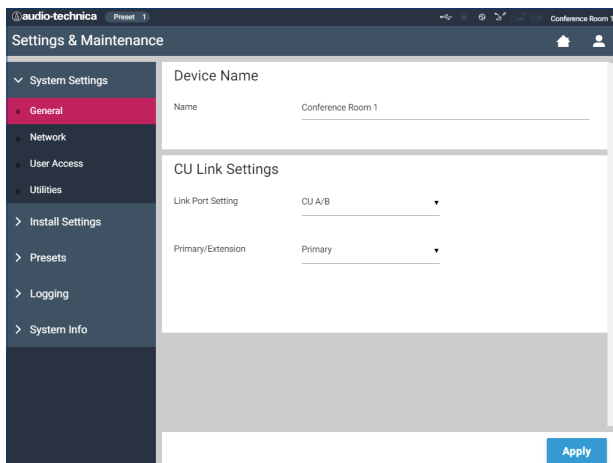 audio-technica Preset 1) Conference Room 1
Settings & Maintenance
System Settings
General
Network
User Access
Utilities
Install Settings
Presets
Logging
System Info
Device Name
Name Conference Room 1
CU Link Settings
Link Port Setting CU A/B
Primary/Extension Primary
Apply